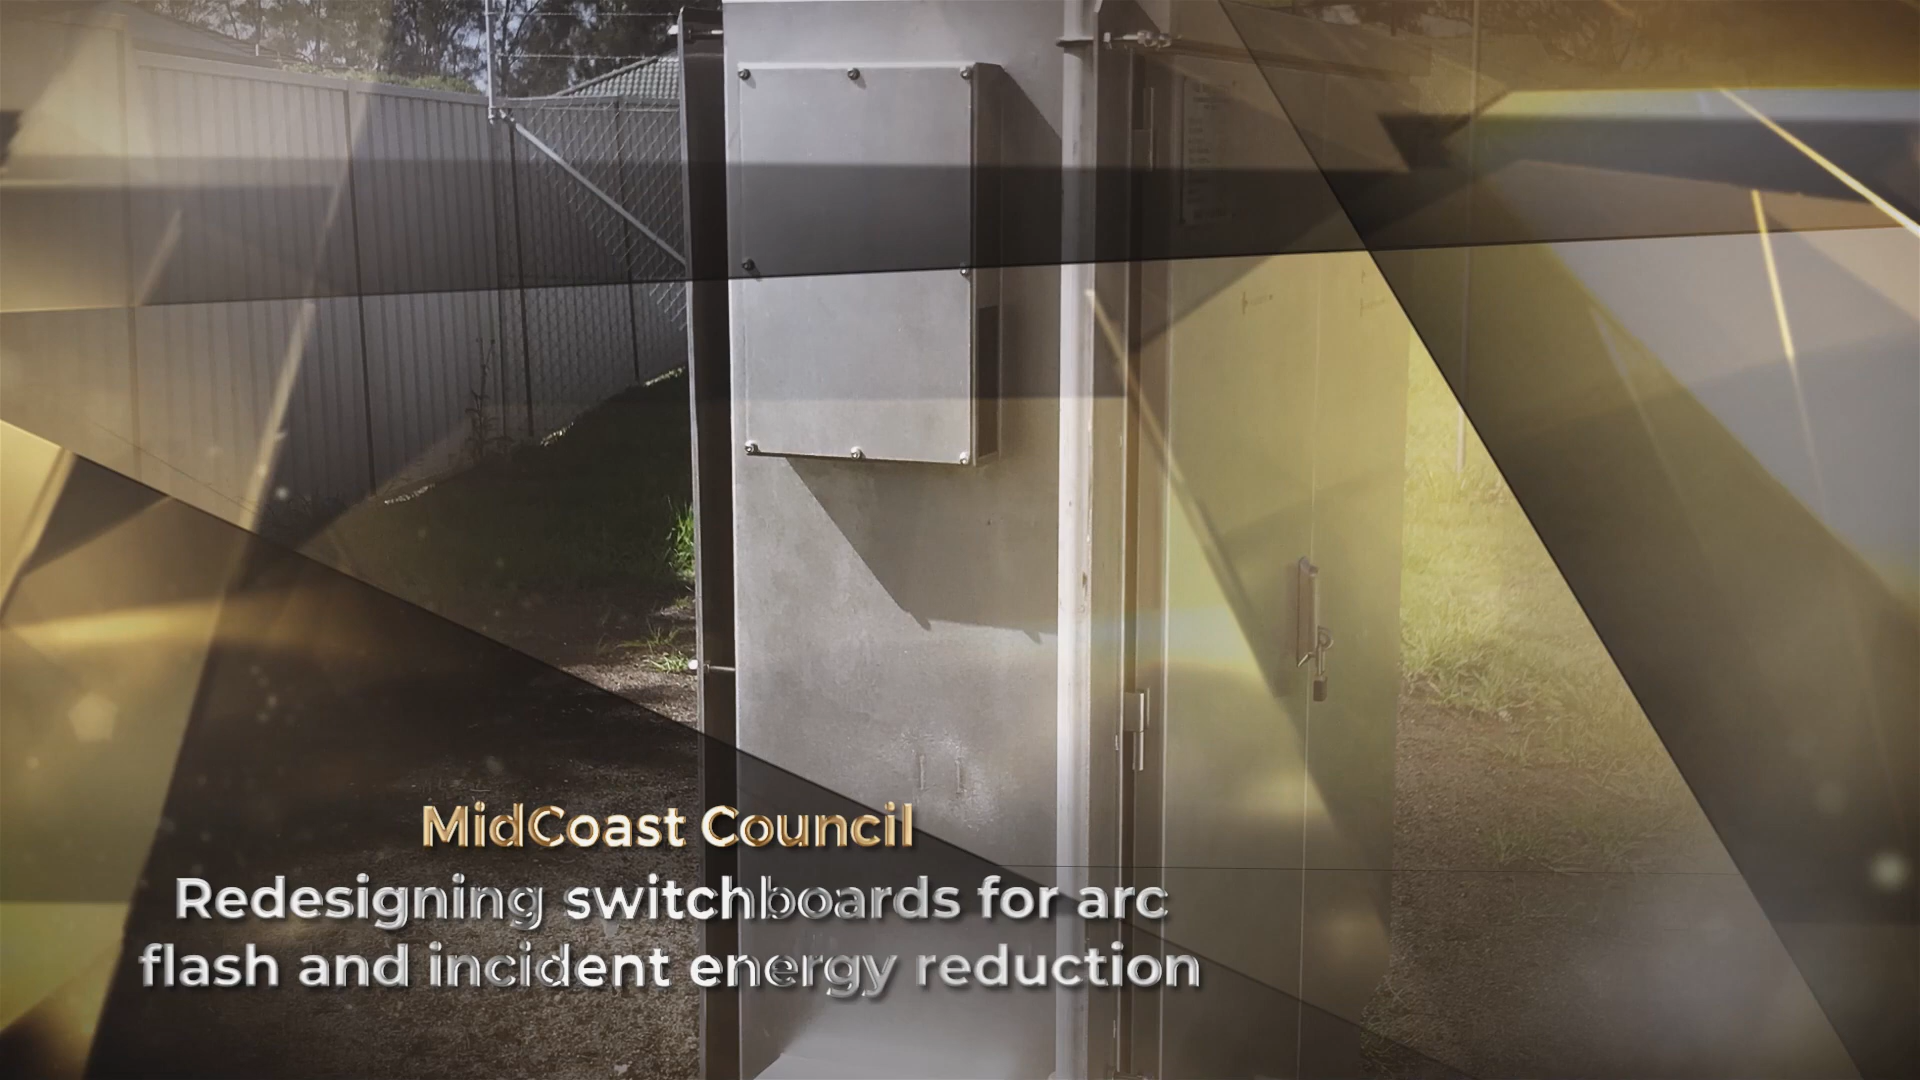 MidCoast Council
Redesigning switchboards for arc
flash and incident energy reduction